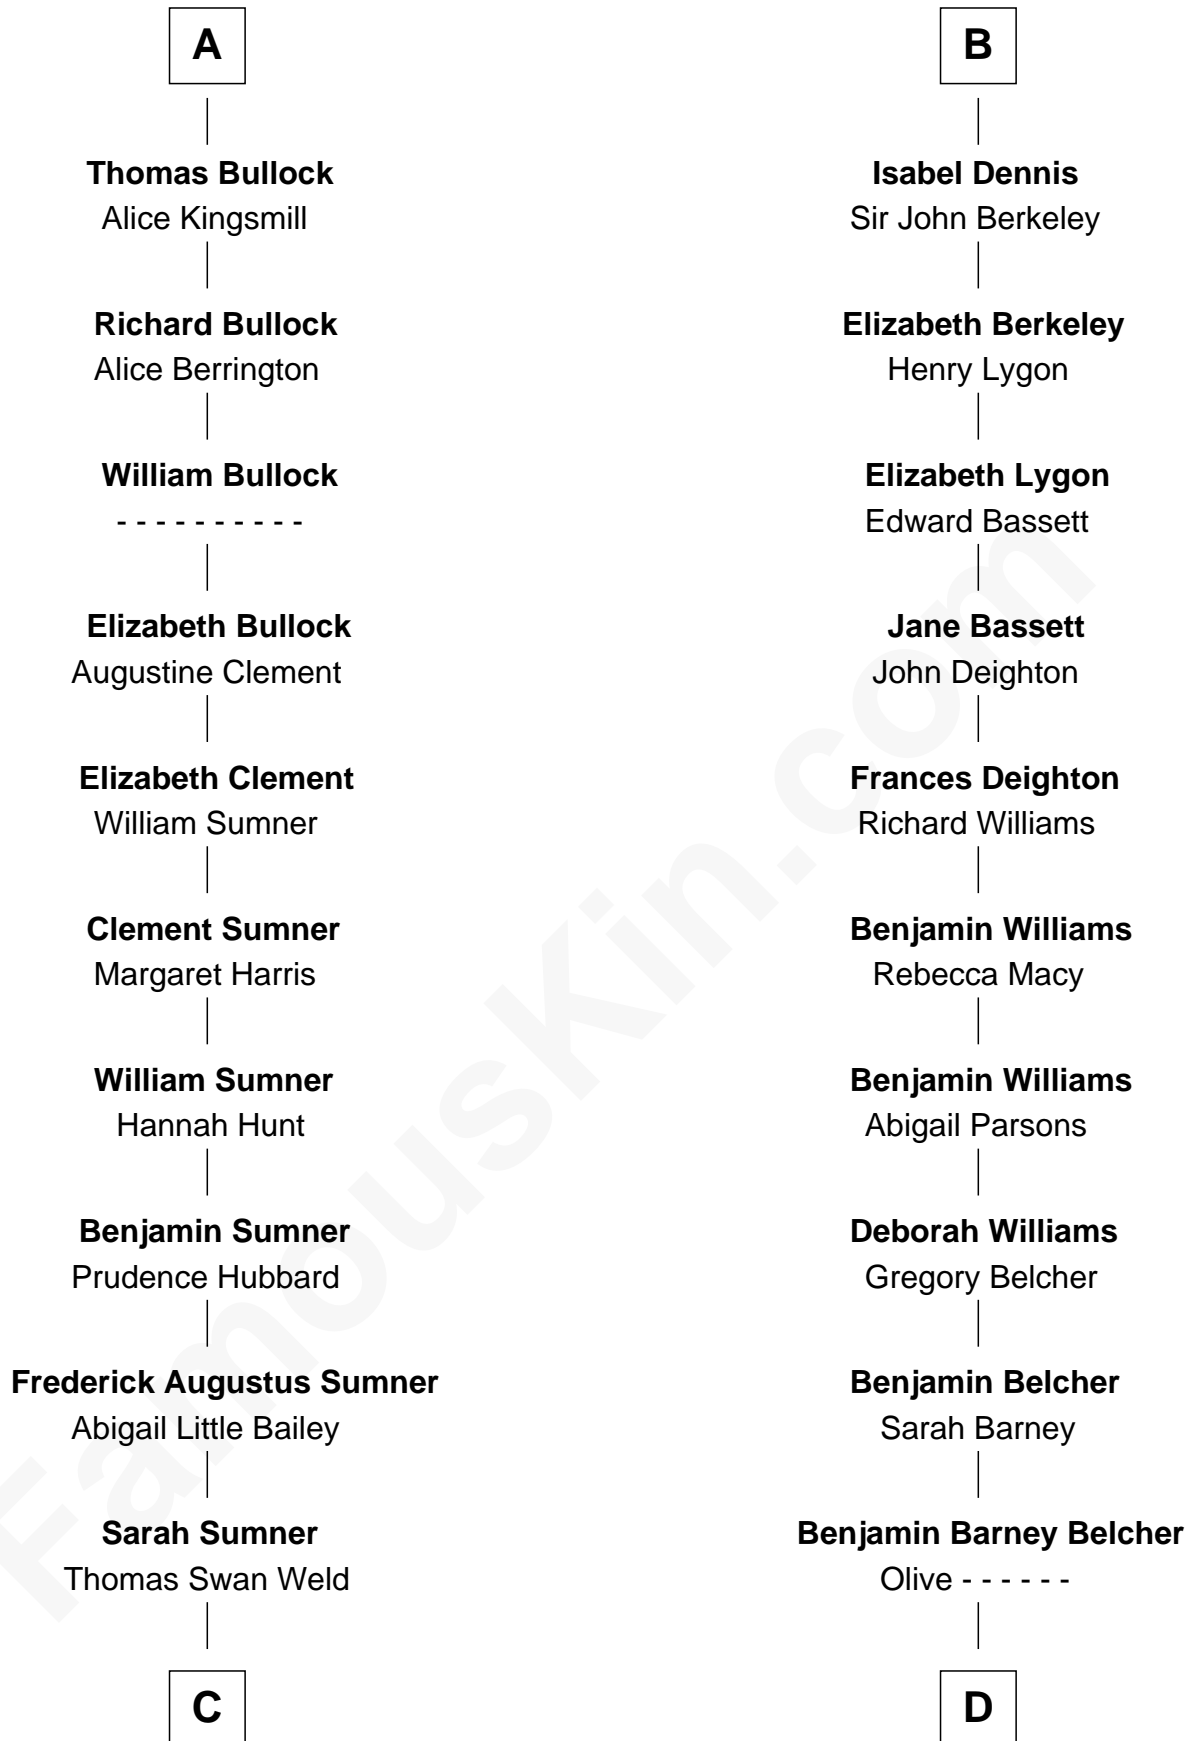 A
Thomas Bullock
Alice Kingsmill
Richard Bullock
Alice Berrington
William Bullock
- - - - - - - - - -
Elizabeth Bullock
Augustine Clement
Elizabeth Clement
William Sumner
Clement Sumner
Margaret Harris
William Sumner
Hannah Hunt
Benjamin Sumner
Prudence Hubbard
Frederick Augustus Sumner
Abigail Little Bailey
Sarah Sumner
Thomas Swan Weld
C
B
Isabel Dennis
Sir John Berkeley
Elizabeth Berkeley
Henry Lygon
Elizabeth Lygon
Edward Bassett
Jane Bassett
John Deighton
Frances Deighton
Richard Williams
Benjamin Williams
Rebecca Macy
Benjamin Williams
Abigail Parsons
Deborah Williams
Gregory Belcher
Benjamin Belcher
Sarah Barney
Benjamin Barney Belcher
Olive - - - - - -
D
FamousKin.com